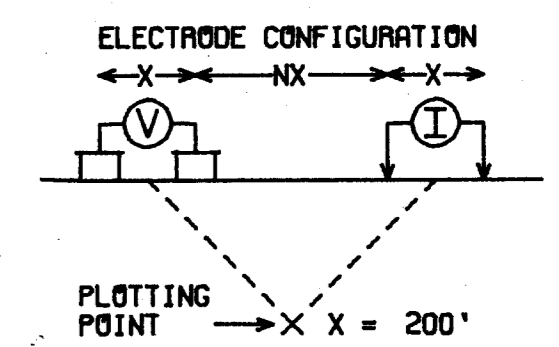 ELECTRODE CONFIGURATION
X NX X
V I
PLOTTING
POINT X X = 200'